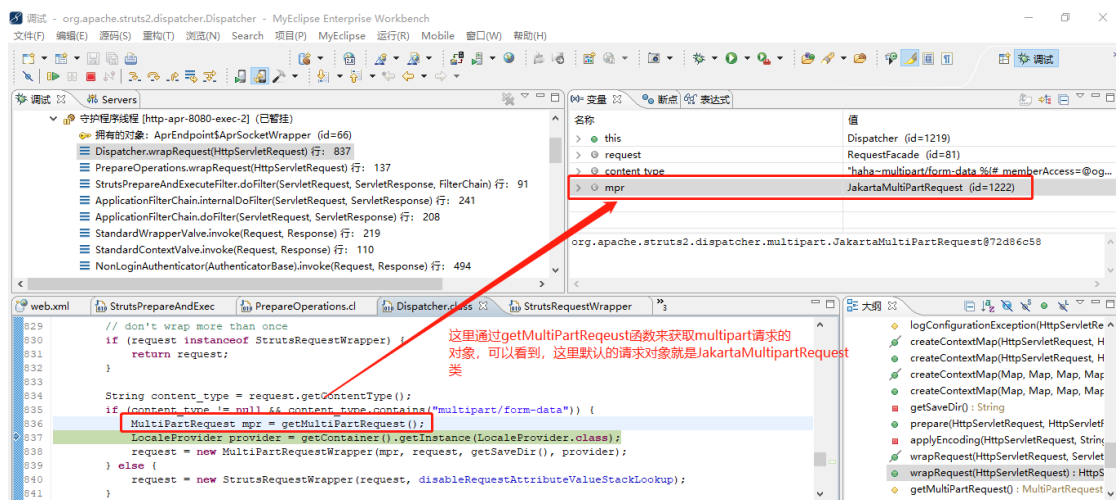 调试 - org.apache.struts2.dispatcher.Dispatcher - MyEclipse Enterprise Workbench
文件(F) 编辑(E) 源码(S) 重构(T) 浏览(N) Search 项目(P) MyEclipse 运行(R) Mobile 窗口(W) 帮助(H)
调试
调试 Servers
守护程序线程 [http-apr-8080-exec-2] (已暂挂)
拥有的对象: AprEndpoint$AprSocketWrapper (id=66)
Dispatcher.wrapRequest(HttpServletRequest) 行: 837
PrepareOperations.wrapRequest(HttpServletRequest) 行: 137
StrutsPrepareAndExecuteFilter.doFilter(ServletRequest, ServletResponse, FilterChain) 行: 91
ApplicationFilterChain.internalDoFilter(ServletRequest, ServletResponse) 行: 241
ApplicationFilterChain.doFilter(ServletRequest, ServletResponse) 行: 208
StandardWrapperValve.invoke(Request, Response) 行: 219
StandardContextValve.invoke(Request, Response) 行: 110
NonLoginAuthenticator(AuthenticatorBase).invoke(Request, Response) 行: 494
(x)= 变量 断点 表达式
名称 值
this Dispatcher (id=1219)
request RequestFacade (id=81)
content_type "haha~multipart/form-data %{#_memberAccess=@og...
mpr JakartaMultiPartRequest (id=1222)
org.apache.struts2.dispatcher.multipart.JakartaMultiPartRequest@72d86c58
web.xml StrutsPrepareAndExec PrepareOperations.cl Dispatcher.class StrutsRequestWrapper »3
829 // don't wrap more than once
830 if (request instanceof StrutsRequestWrapper) {
831 return request;
832 }
833
834 String content_type = request.getContentType();
835 if (content_type != null && content_type.contains("multipart/form-data")) {
836 MultiPartRequest mpr = getMultiPartRequest();
837 LocaleProvider provider = getContainer().getInstance(LocaleProvider.class);
838 request = new MultiPartRequestWrapper(mpr, request, getSaveDir(), provider);
839 } else {
840 request = new StrutsRequestWrapper(request, disableRequestAttributeValueStackLookup);
841 }
这里通过getMultiPartReqeust函数来获取multipart请求的
对象，可以看到，这里默认的请求对象就是JakartaMultipartRequest
类
大纲
logConfigurationException(HttpServletRe
createContextMap(HttpServletRequest, H
createContextMap(HttpServletRequest, H
createContextMap(Map, Map, Map, Map
createContextMap(Map, Map, Map, Map
getSaveDir() : String
prepare(HttpServletRequest, HttpServletF
applyEncoding(HttpServletRequest, String
wrapRequest(HttpServletRequest, Servlet
wrapRequest(HttpServletRequest) : HttpS
getMultiPartRequest() : MultiPartRequest